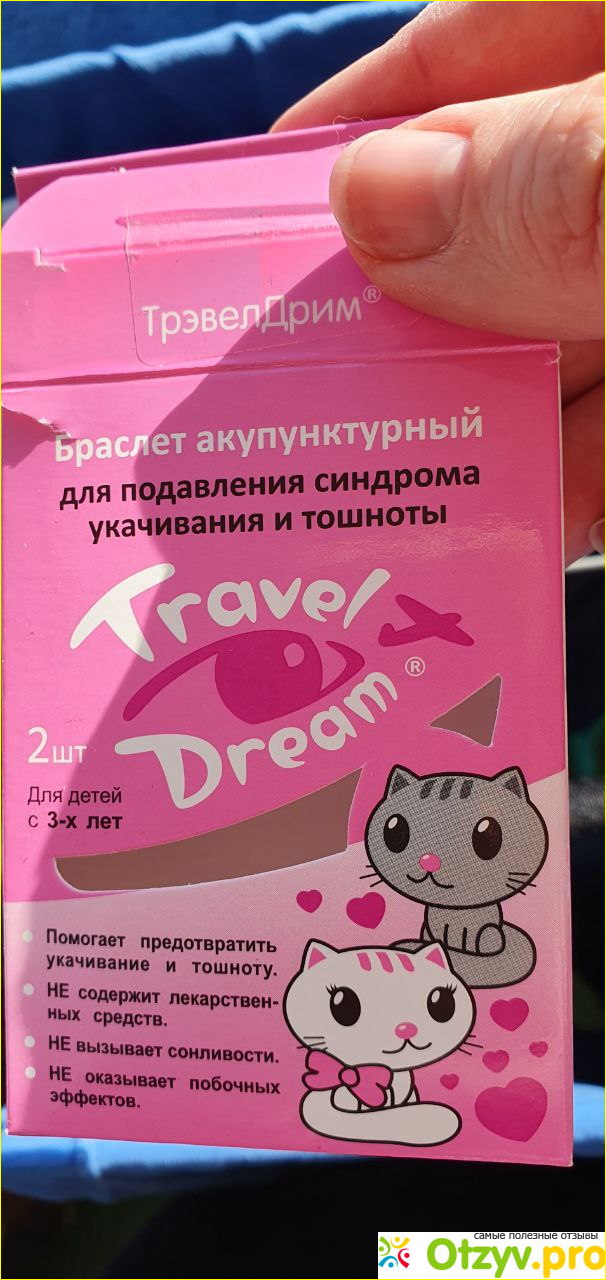 ТрэвелДрим®
Браслет акупунктурный
для подавления синдрома
укачивания и тошноты
Travel
Dream®
2шт
Для детей
с 3-х лет
Помогает предотвратить
укачивание и тошноту.
НЕ содержит лекарствен-
ных средств.
НЕ вызывает сонливости.
НЕ оказывает побочных
эффектов.
самые полезные отзывы
Otzyv.pro